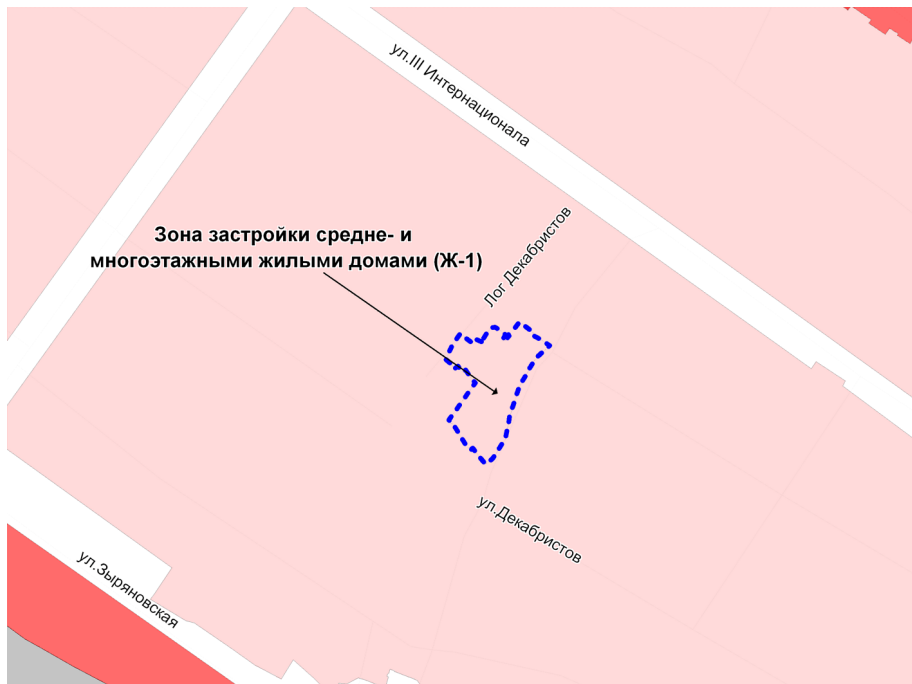 ул.III Интернационала
Лог Декабристов
Зона застройки средне- и
многоэтажными жилыми домами (Ж-1)
ул.Декабристов
ул.Зыряновская